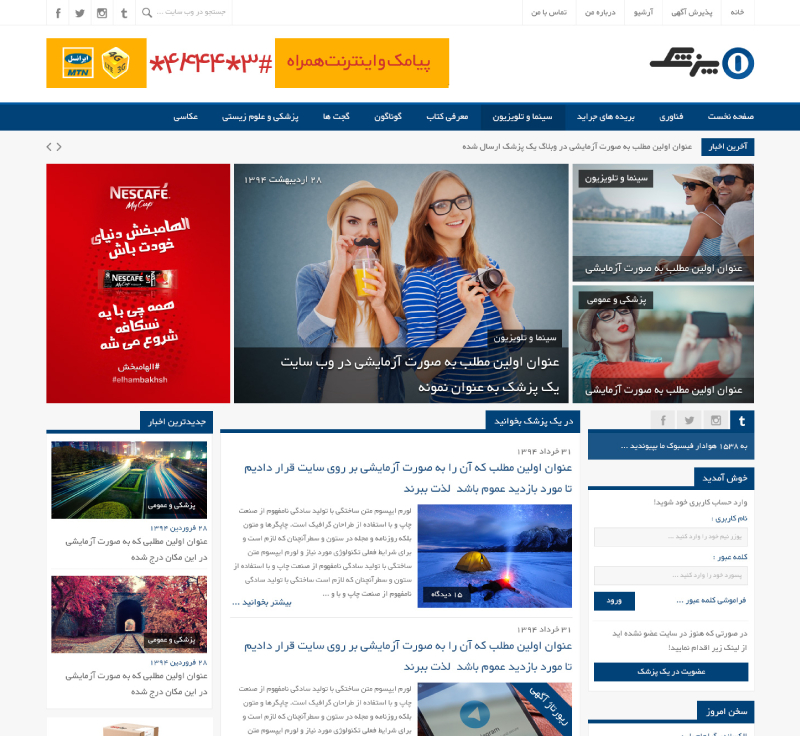 خانه
پذیرش آگهی
آرشیو
درباره من
تماس با من
جستجو در وب سایت ...
پزشک
پیامک و اینترنت همراه
*۴۴۴*۳#
ایرانسل
MTN
4G
LTE
3G
صفحه نخست
فناوری
بریده های جراید
سینما و تلویزیون
معرفی کتاب
گوناگون
گجت ها
پزشکی و علوم زیستی
عکاسی
آخرین اخبار
عنوان اولین مطلب به صورت آزمایشی در وبلاگ یک پزشک ارسال شده
سینما و تلویزیون
عنوان اولین مطلب به صورت آزمایشی
پزشکی و عمومی
عنوان اولین مطلب به صورت آزمایشی
۲۸ اردیبهشت ۱۳۹۴
سینما و تلویزیون
عنوان اولین مطلب به صورت آزمایشی در وب سایت
یک پزشک به عنوان نمونه
NESCAFÉ
My Cup
الهامبخش دنیای
خودت باش
همه چی با یه
نسکافه
شروع می شه
#الهامبخش
#elhambakhsh
به ۱۵۳۸ هوادار فیسبوک ما بپیوندید ...
خوش آمدید
وارد حساب کاربری خود شوید!
نام کاربری :
یوزر نیم خود را وارد کنید ...
کلمه عبور :
پسورد خود را وارد کنید ...
فراموشی کلمه عبور ...
ورود
در صورتی که هنوز در سایت عضو نشده اید
از لینک زیر اقدام نمایید!
عضویت در یک پزشک
سخن امروز
در یک پزشک بخوانید
۳۱ خرداد ۱۳۹۴
عنوان اولین مطلب که آن را به صورت آزمایشی بر روی سایت قرار دادیم
تا مورد بازدید عموم باشد لذت ببرند
لورم ایپسوم متن ساختگی با تولید سادگی نامفهوم از صنعت
چاپ و با استفاده از طراحان گرافیک است. چاپگرها و متون
بلکه روزنامه و مجله در ستون و سطرآنچنان که لازم است و
برای شرایط فعلی تکنولوژی مورد نیاز و لورم ایپسوم متن
ساختگی با تولید سادگی نامفهوم از صنعت چاپ و با استفاده از
ستون و سطرآنچنان که لازم است ساختگی با تولید سادگی
نامفهوم از صنعت چاپ و با و ...
بیشتر بخوانید ...
۱۵ دیدگاه
۳۱ خرداد ۱۳۹۴
عنوان اولین مطلب که آن را به صورت آزمایشی بر روی سایت قرار دادیم
تا مورد بازدید عموم باشد لذت ببرند
لورم ایپسوم متن ساختگی با تولید سادگی نامفهوم از صنعت
چاپ و با استفاده از طراحان گرافیک است. چاپگرها و متون
بلکه روزنامه و مجله در ستون و سطرآنچنان که لازم است و
برای شرایط فعلی تکنولوژی مورد نیاز و لورم ایپسوم متن
رپورتاژ آگهی
جدیدترین اخبار
پزشکی و عمومی
۲۸ فروردین ۱۳۹۴
عنوان اولین مطلبی که به صورت آزمایشی
در این مکان درج شده
پزشکی و عمومی
۲۸ فروردین ۱۳۹۴
عنوان اولین مطلبی که به صورت آزمایشی
در این مکان درج شده